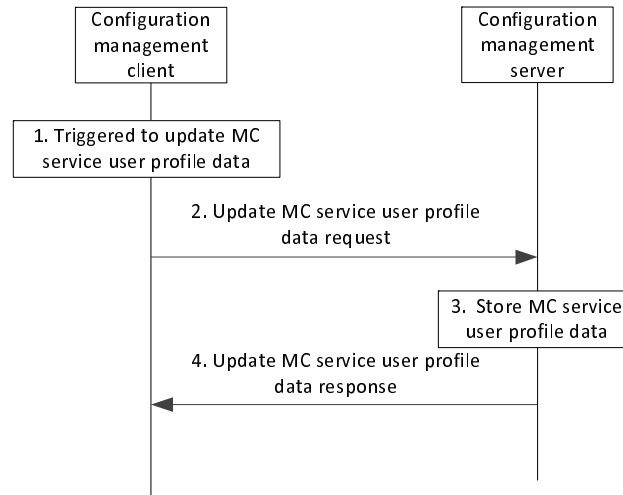 Configuration
management
client
Configuration
management
server
1. Triggered to update MC
service user profile data
2. Update MC service user profile
data request
3. Store MC service
user profile data
4. Update MC service user profile
data response